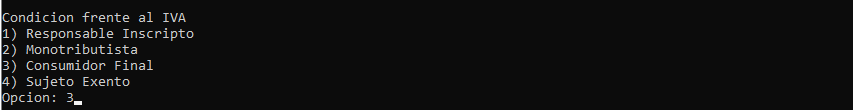 Condicion frente al IVA
1) Responsable Inscripto
2) Monotributista
3) Consumidor Final
4) Sujeto Exento
Opcion: 3